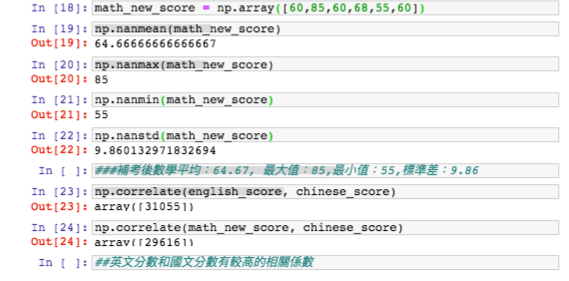 In [18]: math_new_score = np.array([60,85,60,68,55,60])
In [19]: np.nanmean(math_new_score)
Out[19]: 64.66666666666667
In [20]: np.nanmax(math_new_score)
Out[20]: 85
In [21]: np.nanmin(math_new_score)
Out[21]: 55
In [22]: np.nanstd(math_new_score)
Out[22]: 9.860132971832694
In [ ]: ###補考後數學平均：64.67, 最大值：85,最小值：55,標準差：9.86
In [23]: np.correlate(english_score, chinese_score)
Out[23]: array([31055])
In [24]: np.correlate(math_new_score, chinese_score)
Out[24]: array([29616])
In [ ]: ##英文分數和國文分數有較高的相關係數